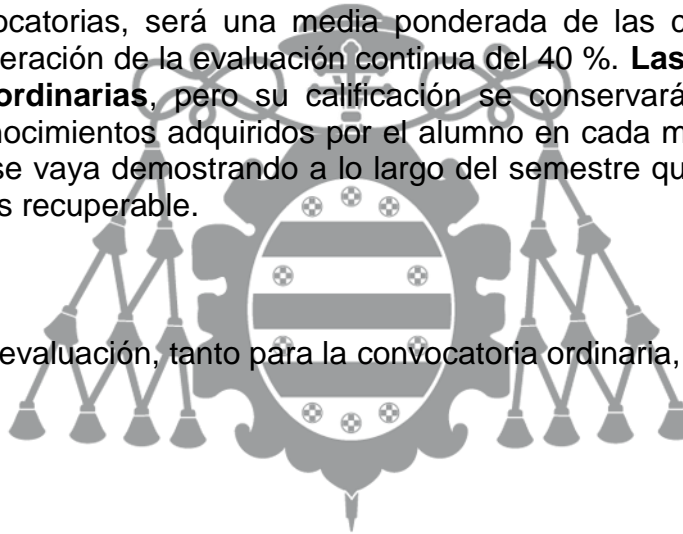 ocatorias, será una media ponderada de las c
eración de la evaluación continua del 40 %. Las
ordinarias, pero su calificación se conservará
nocimientos adquiridos por el alumno en cada m
se vaya demostrando a lo largo del semestre qu
s recuperable.
evaluación, tanto para la convocatoria ordinaria,